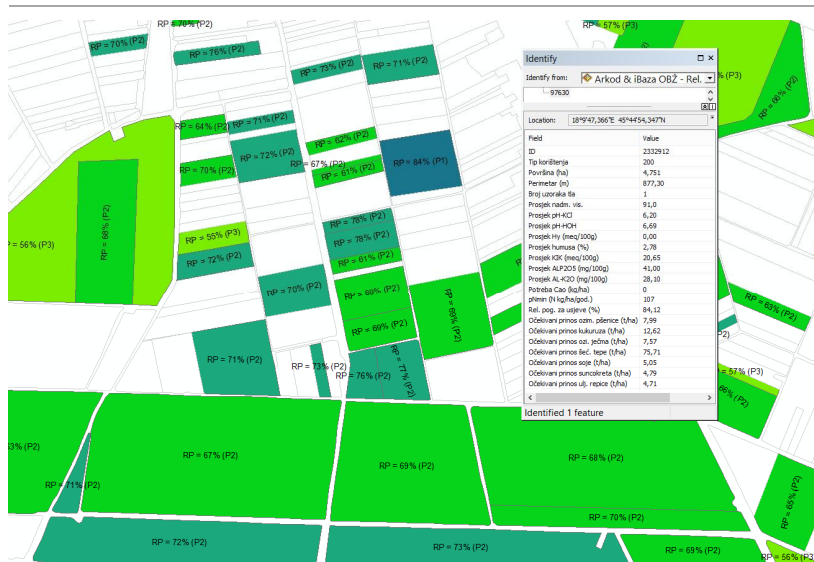 RP = 70% (P2)
RP = 57% (P3)
RP = 70% (P2)
RP = 76% (P2)
RP = 73% (P2)
RP = 71% (P2)
% (P3)
RP = 66% (P2)
RP = 64% (P2)
RP = 71% (P2)
RP = 62% (P2)
RP = 72% (P2)
RP = 67% (P2)
RP = 70% (P2)
RP = 61% (P2)
RP = 84% (P1)
RP = 68% (P2)
RP = 78% (P2)
RP = 55% (P3)
RP = 78% (P2)
= 56% (P3)
RP = 72% (P2)
RP = 61% (P2)
RP = 70% (P2)
RP = 69% (P2)
RP = 69% (P2)
RP = 63% (P2)
RP = 69% (P2)
P2)
RP = 71% (P2)
RP = 73% (P2)
RP = 76% (P2)
RP = 77% (P2)
= 57% (P3)
66% (P2)
63% (P2)
RP = 67% (P2)
RP = 69% (P2)
RP = 68% (P2)
RP = 71% (P2)
RP = 65% (P2)
RP = 70% (P2)
RP = 72% (P2)
RP = 73% (P2)
RP = 69% (P2)
RP = 56% (P3)
Identify
Identify from: Arkod & iBaza OBŽ - Rel.
97630
Location: 18°9'47,366"E 45°44'54,347"N
Field Value
ID 2332912
Tip korištenja 200
Površina (ha) 4,751
Perimetar (m) 877,30
Broj uzoraka tla 1
Prosjek nadm. vis. 91,0
Prosjek pH-KCl 6,20
Prosjek pH-HOH 6,69
Prosjek Hy (meq/100g) 0,00
Prosjek humusa (%) 2,78
Prosjek KIK (meq/100g) 20,65
Prosjek ALP2O5 (mg/100g) 41,00
Prosjek AL-K2O (mg/100g) 28,10
Potreba Cao (kg/ha) 0
pNmin (N kg/ha/god.) 107
Rel. pog. za usjeve (%) 84,12
Očekivani prinos ozim. pšenice (t/ha) 7,99
Očekivani prinos kukuruza (t/ha) 12,62
Očekivani prinos ozi. ječma (t/ha) 7,57
Očekivani prinos šeć. tepe (t/ha) 75,71
Očekivani prinos soje (t/ha) 5,05
Očekivani prinos suncokreta (t/ha) 4,79
Očekivani prinos ulj. repice (t/ha) 4,71
Identified 1 feature